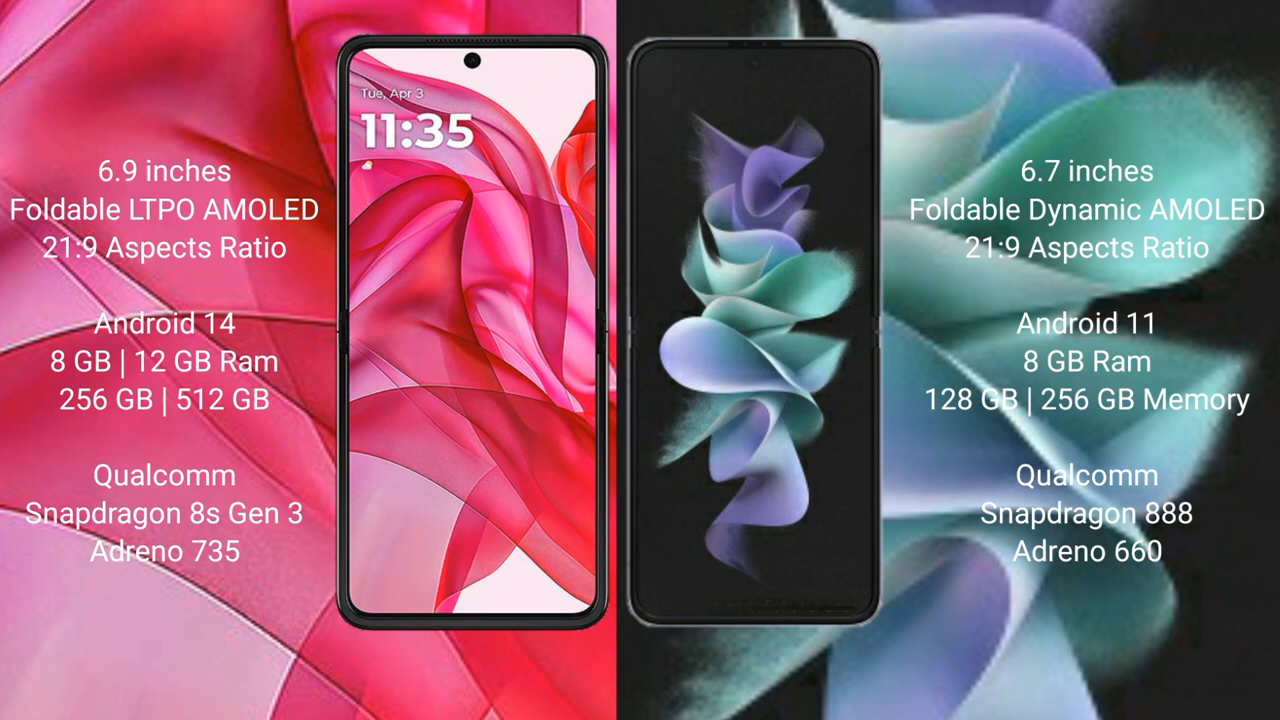 6.9 inches
Foldable LTPO AMOLED
21:9 Aspects Ratio
Android 14
8 GB | 12 GB Ram
256 GB | 512 GB
Qualcomm
Snapdragon 8s Gen 3
Adreno 735
Tue, Apr 3
11:35
6.7 inches
Foldable Dynamic AMOLED
21:9 Aspects Ratio
Android 11
8 GB Ram
128 GB | 256 GB Memory
Qualcomm
Snapdragon 888
Adreno 660